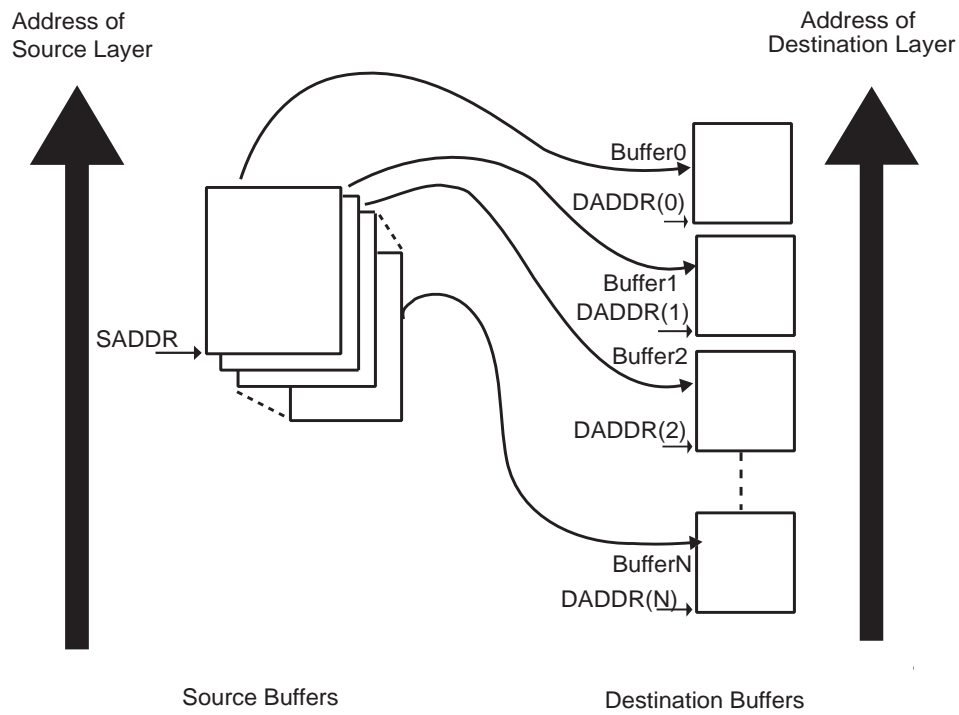 Address of
Source Layer
Address of
Destination Layer
Buffer0
DADDR(0)
Buffer1
DADDR(1)
SADDR
Buffer2
DADDR(2)
BufferN
DADDR(N)
Source Buffers
Destination Buffers